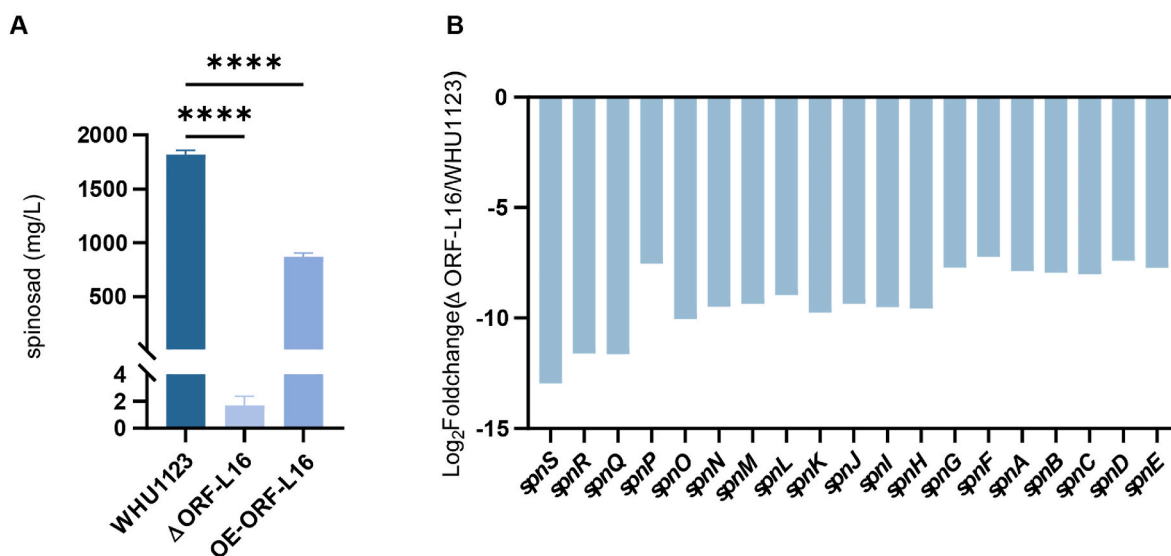 A
****
****
2000
1500
1000
500
4
2
0
spinosad (mg/L)
WHU1123
Δ ORF-L16
OE-ORF-L16
B
0
-5
-10
-15
Log₂Foldchange(Δ ORF-L16/WHU1123)
spnS
spnR
spnQ
spnP
spnO
spnN
spnM
spnL
spnK
spnJ
spnI
spnH
spnG
spnF
spnA
spnB
spnC
spnD
spnE